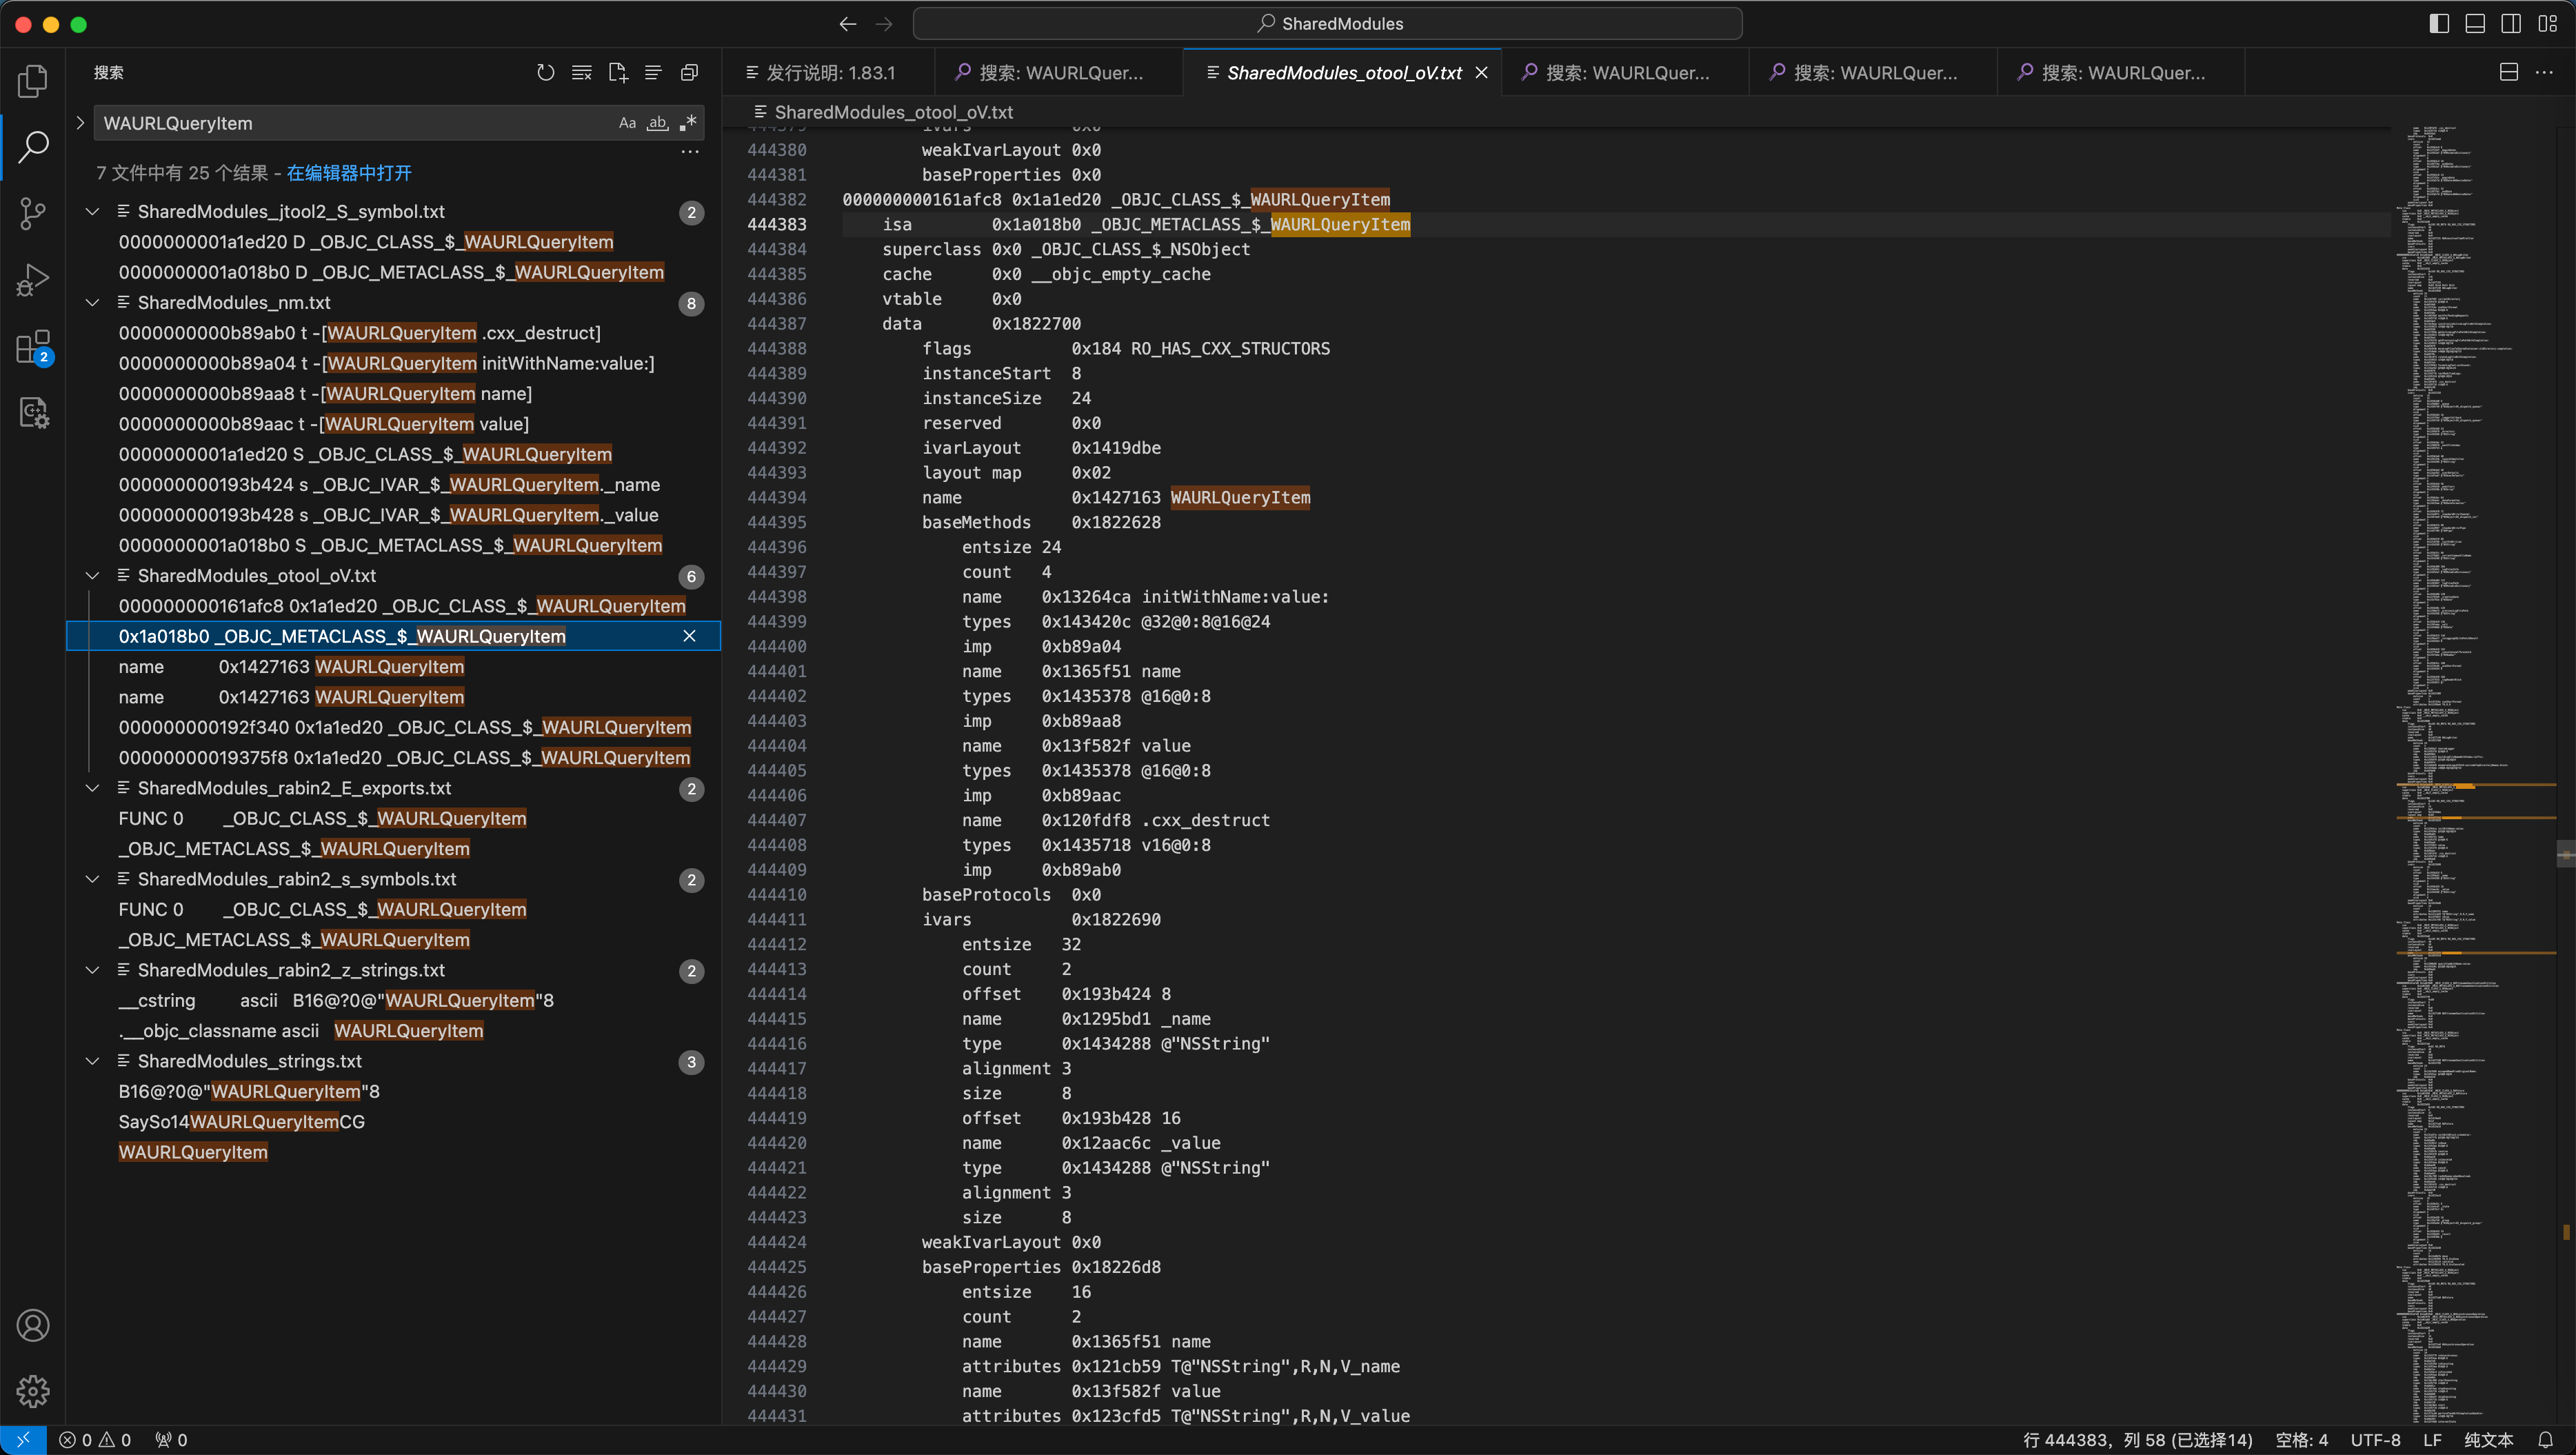 SharedModules
搜索
WAURLQueryItem
Aa
ab
7 文件中有 25 个结果 - 在编辑器中打开
SharedModules_jtool2_S_symbol.txt 2
0000000001a1ed20 D _OBJC_CLASS_$_WAURLQueryItem
0000000001a018b0 D _OBJC_METACLASS_$_WAURLQueryItem
SharedModules_nm.txt 8
0000000000b89ab0 t -[WAURLQueryItem .cxx_destruct]
0000000000b89a04 t -[WAURLQueryItem initWithName:value:]
0000000000b89aa8 t -[WAURLQueryItem name]
0000000000b89aac t -[WAURLQueryItem value]
0000000001a1ed20 S _OBJC_CLASS_$_WAURLQueryItem
000000000193b424 s _OBJC_IVAR_$_WAURLQueryItem._name
000000000193b428 s _OBJC_IVAR_$_WAURLQueryItem._value
0000000001a018b0 S _OBJC_METACLASS_$_WAURLQueryItem
SharedModules_otool_oV.txt 6
000000000161afc8 0x1a1ed20 _OBJC_CLASS_$_WAURLQueryItem
0x1a018b0 _OBJC_METACLASS_$_WAURLQueryItem
name 0x1427163 WAURLQueryItem
name 0x1427163 WAURLQueryItem
000000000192f340 0x1a1ed20 _OBJC_CLASS_$_WAURLQueryItem
00000000019375f8 0x1a1ed20 _OBJC_CLASS_$_WAURLQueryItem
SharedModules_rabin2_E_exports.txt 2
FUNC 0 _OBJC_CLASS_$_WAURLQueryItem
_OBJC_METACLASS_$_WAURLQueryItem
SharedModules_rabin2_s_symbols.txt 2
FUNC 0 _OBJC_CLASS_$_WAURLQueryItem
_OBJC_METACLASS_$_WAURLQueryItem
SharedModules_rabin2_z_strings.txt 2
__cstring ascii B16@?0@"WAURLQueryItem"8
.__objc_classname ascii WAURLQueryItem
SharedModules_strings.txt 3
B16@?0@"WAURLQueryItem"8
SaySo14WAURLQueryItemCG
WAURLQueryItem
2
发行说明: 1.83.1
搜索: WAURLQuer...
SharedModules_otool_oV.txt
搜索: WAURLQuer...
搜索: WAURLQuer...
搜索: WAURLQuer...
SharedModules_otool_oV.txt
444379 ivars 0x0
444380 weakIvarLayout 0x0
444381 baseProperties 0x0
444382 000000000161afc8 0x1a1ed20 _OBJC_CLASS_$_WAURLQueryItem
444383 isa 0x1a018b0 _OBJC_METACLASS_$_WAURLQueryItem
444384 superclass 0x0 _OBJC_CLASS_$_NSObject
444385 cache 0x0 __objc_empty_cache
444386 vtable 0x0
444387 data 0x1822700
444388 flags 0x184 RO_HAS_CXX_STRUCTORS
444389 instanceStart 8
444390 instanceSize 24
444391 reserved 0x0
444392 ivarLayout 0x1419dbe
444393 layout map 0x02
444394 name 0x1427163 WAURLQueryItem
444395 baseMethods 0x1822628
444396 entsize 24
444397 count 4
444398 name 0x13264ca initWithName:value:
444399 types 0x143420c @32@0:8@16@24
444400 imp 0xb89a04
444401 name 0x1365f51 name
444402 types 0x1435378 @16@0:8
444403 imp 0xb89aa8
444404 name 0x13f582f value
444405 types 0x1435378 @16@0:8
444406 imp 0xb89aac
444407 name 0x120fdf8 .cxx_destruct
444408 types 0x1435718 v16@0:8
444409 imp 0xb89ab0
444410 baseProtocols 0x0
444411 ivars 0x1822690
444412 entsize 32
444413 count 2
444414 offset 0x193b424 8
444415 name 0x1295bd1 _name
444416 type 0x1434288 @"NSString"
444417 alignment 3
444418 size 8
444419 offset 0x193b428 16
444420 name 0x12aac6c _value
444421 type 0x1434288 @"NSString"
444422 alignment 3
444423 size 8
444424 weakIvarLayout 0x0
444425 baseProperties 0x18226d8
444426 entsize 16
444427 count 2
444428 name 0x1365f51 name
444429 attributes 0x121cb59 T@"NSString",R,N,V_name
444430 name 0x13f582f value
444431 attributes 0x123cfd5 T@"NSString",R,N,V_value
0 0 0
行 444383，列 58 (已选择14) 空格: 4 UTF-8 LF 纯文本